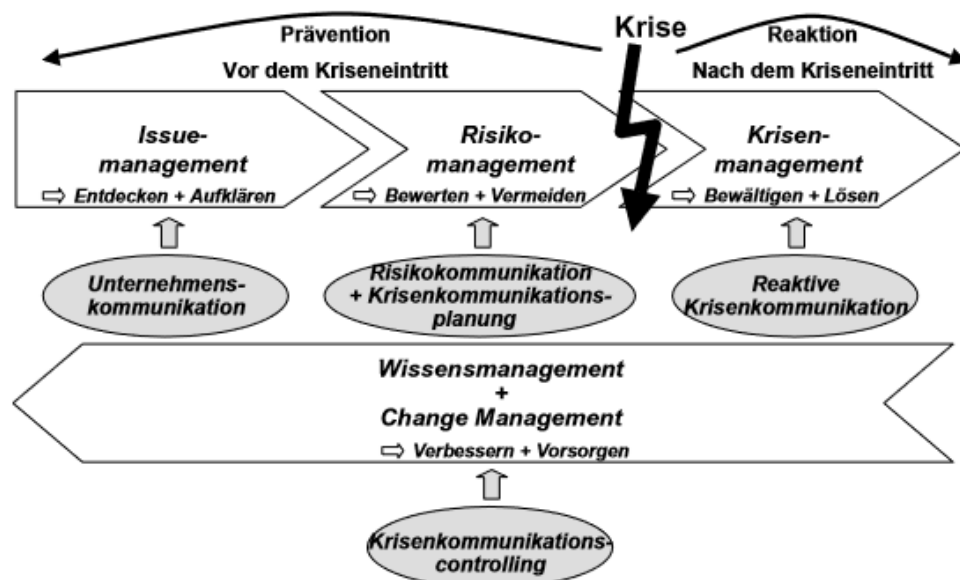 Prävention
Krise
Reaktion
Vor dem Kriseneintritt
Nach dem Kriseneintritt
Issue-
management
Entdecken + Aufklären
Risiko-
management
Bewerten + Vermeiden
Krisen-
management
Bewältigen + Lösen
Unternehmens-
kommunikation
Risikokommunikation
+ Krisenkommunikations-
planung
Reaktive
Krisenkommunikation
Wissensmanagement
+
Change Management
Verbessern + Vorsorgen
Krisenkommunikations-
controlling